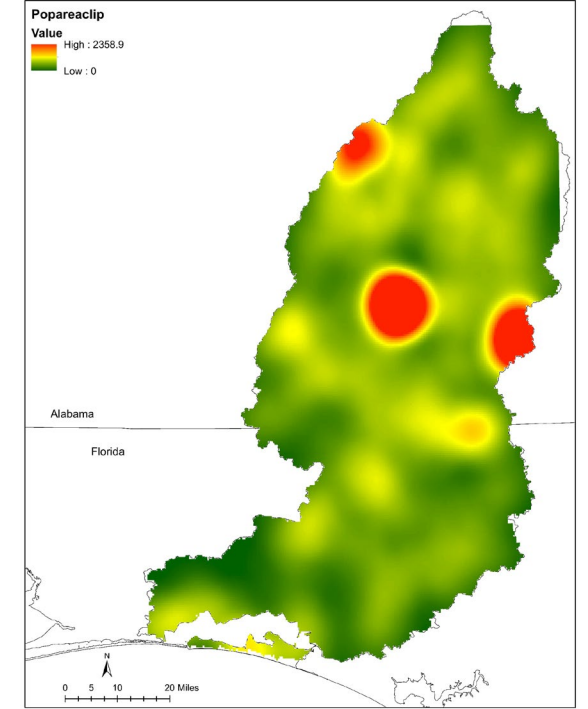 Popareaclip
Value
High : 2358.9
Low : 0
Alabama
Florida
N
0 5 10 20 Miles